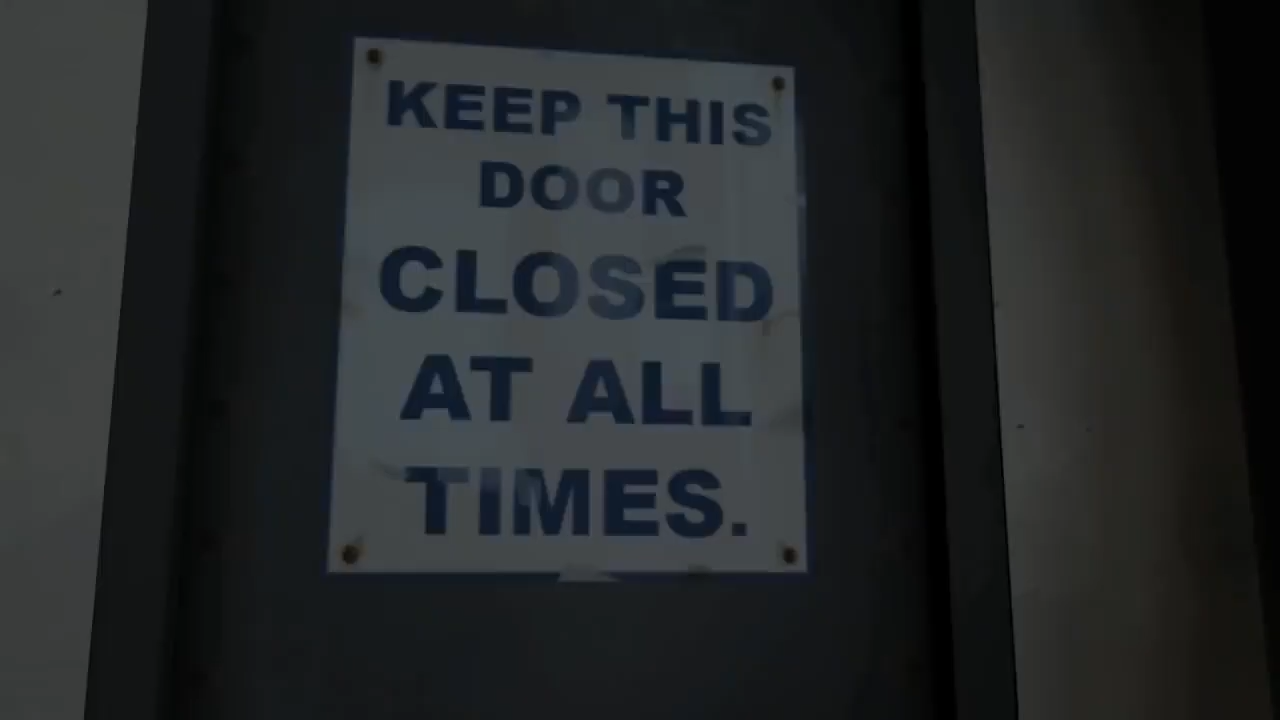 KEEP THIS
DOOR
CLOSED
AT ALL
TIMES.